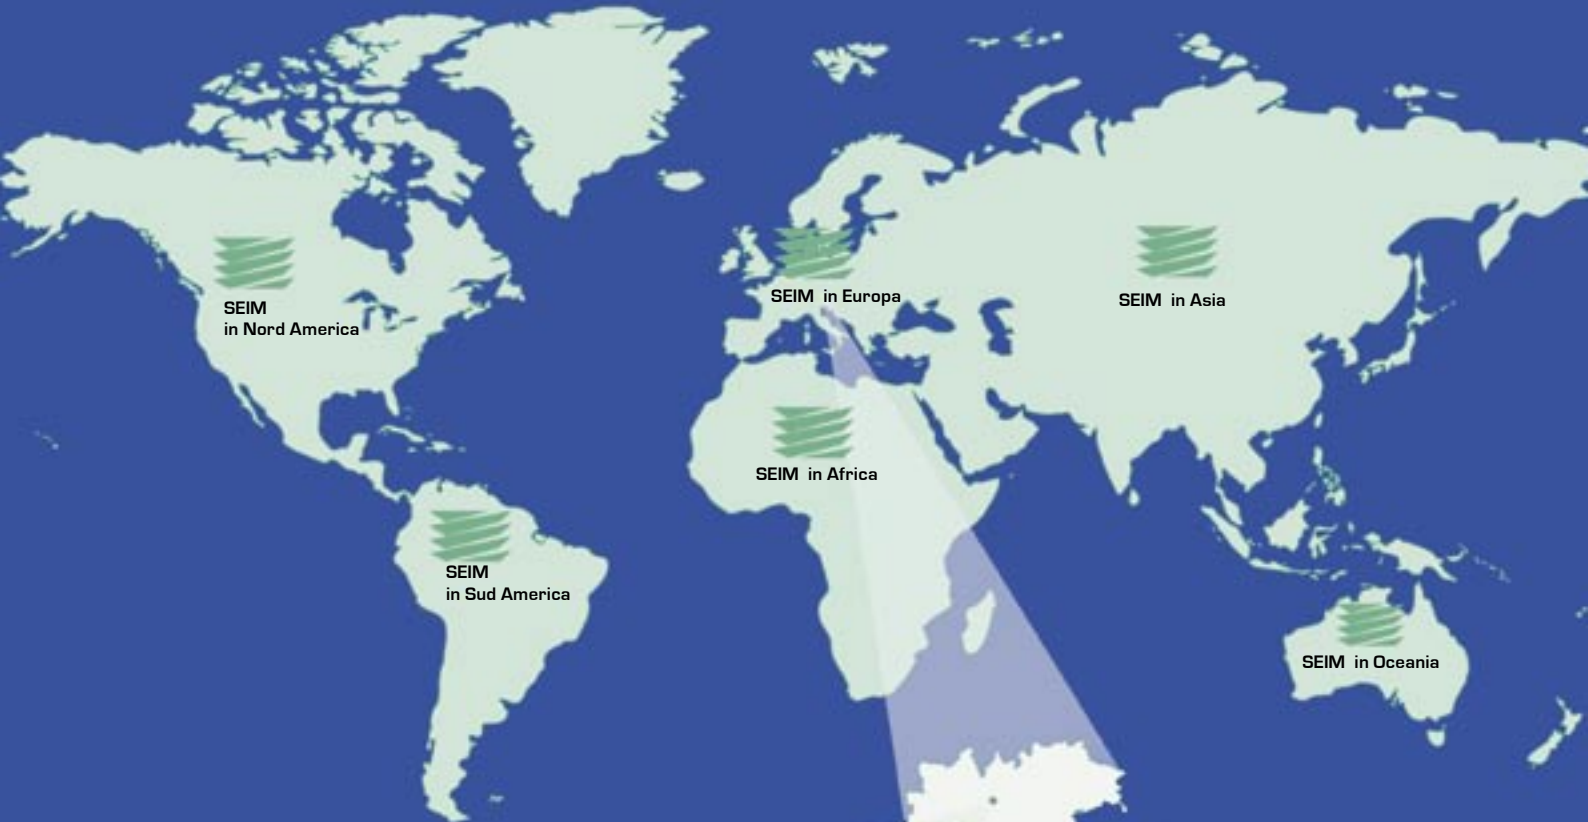 SEIM
in Nord America
SEIM in Europa
SEIM in Asia
SEIM in Africa
SEIM
in Sud America
SEIM in Oceania